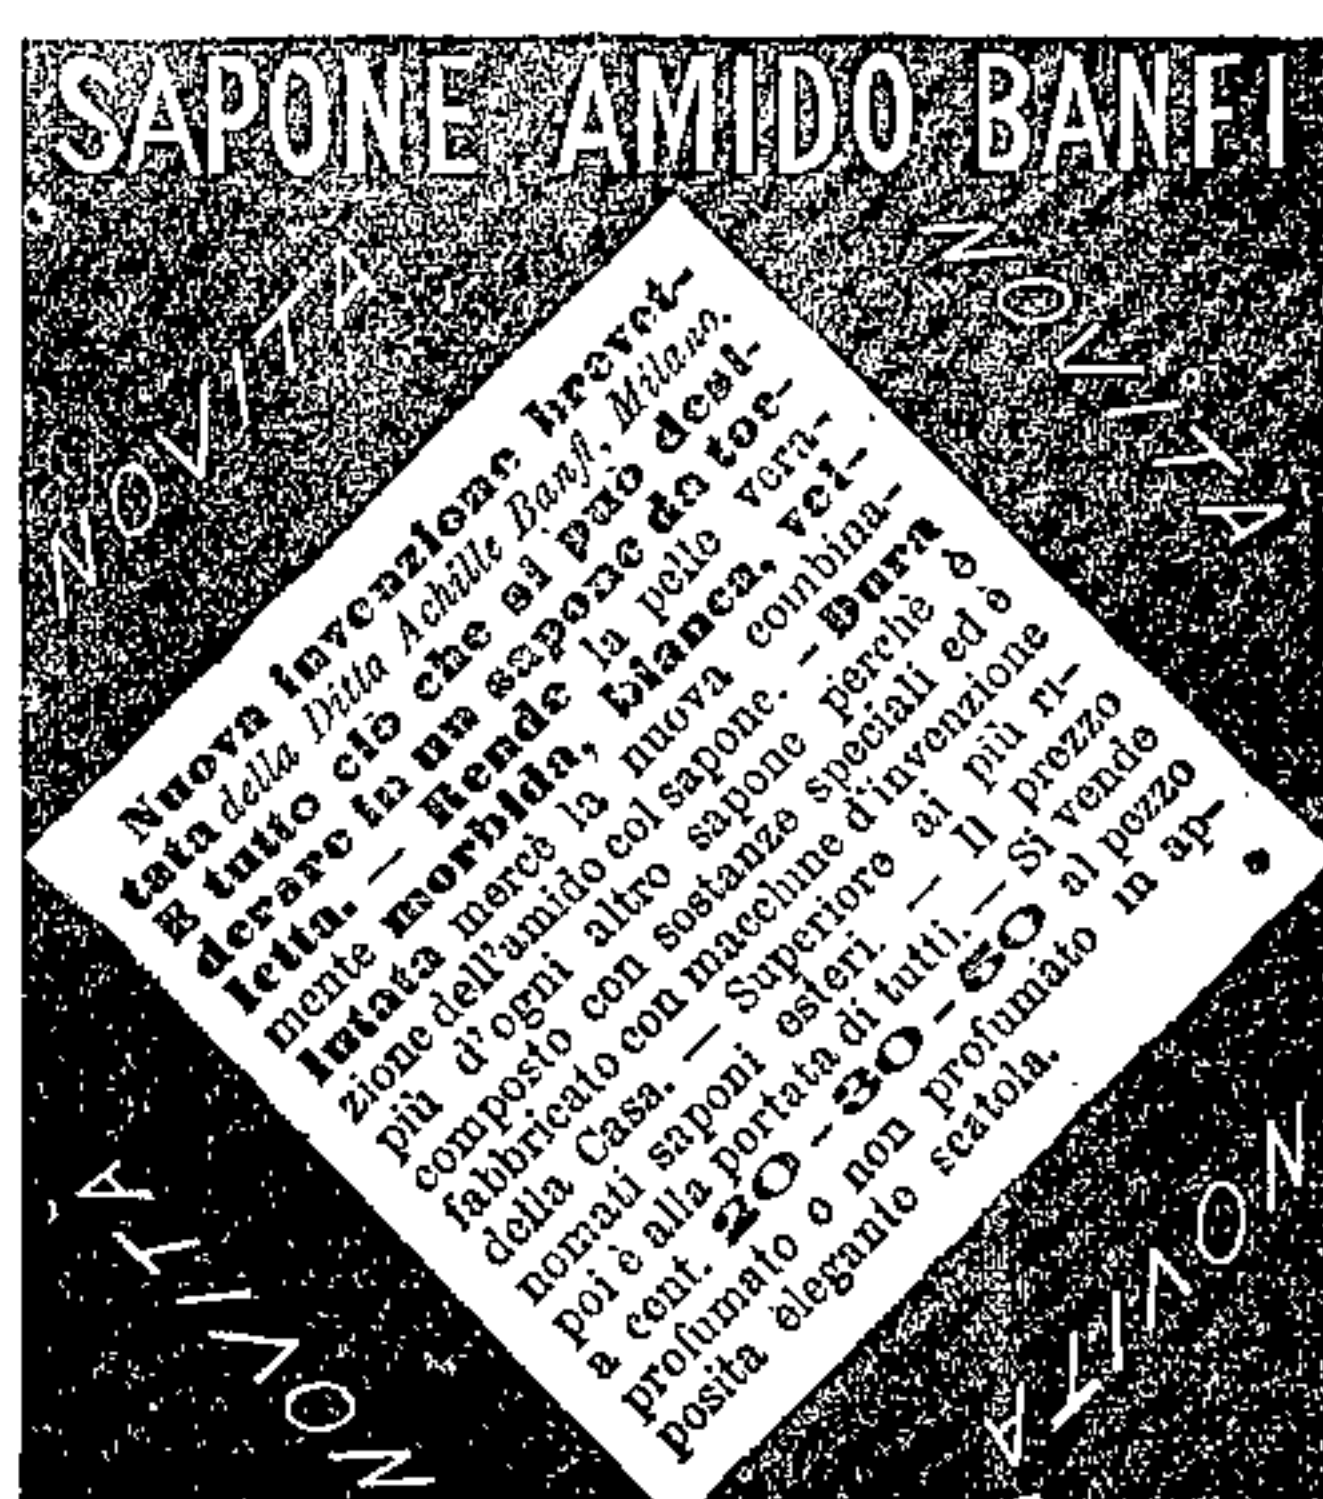 SAPONE AMIDO BANFI
NOVITÀ
NOVITÀ
Nuova invenzione brevet-
tata della Ditta Achille Banfi, Milano.
È tutto ciò che si può desi-
derare in un sapone da toe-
letta. — Rende la pelle vera-
mente morbida, bianca, vel-
lutata mercè la nuova combina-
zione dell'amido col sapone. — Dura
più d'ogni altro sapone perchè è
composto con sostanze speciali ed è
fabbricato con macchine d'invenzione
della Casa. — Superiore ai più ri-
nomati saponi esteri. — Il prezzo
poi è alla portata di tutti. — Si vende
a cent. 20-30-50 al pezzo
profumato e non profumato in ap-
posita elegante scatola.
NOVITÀ
NOVITA